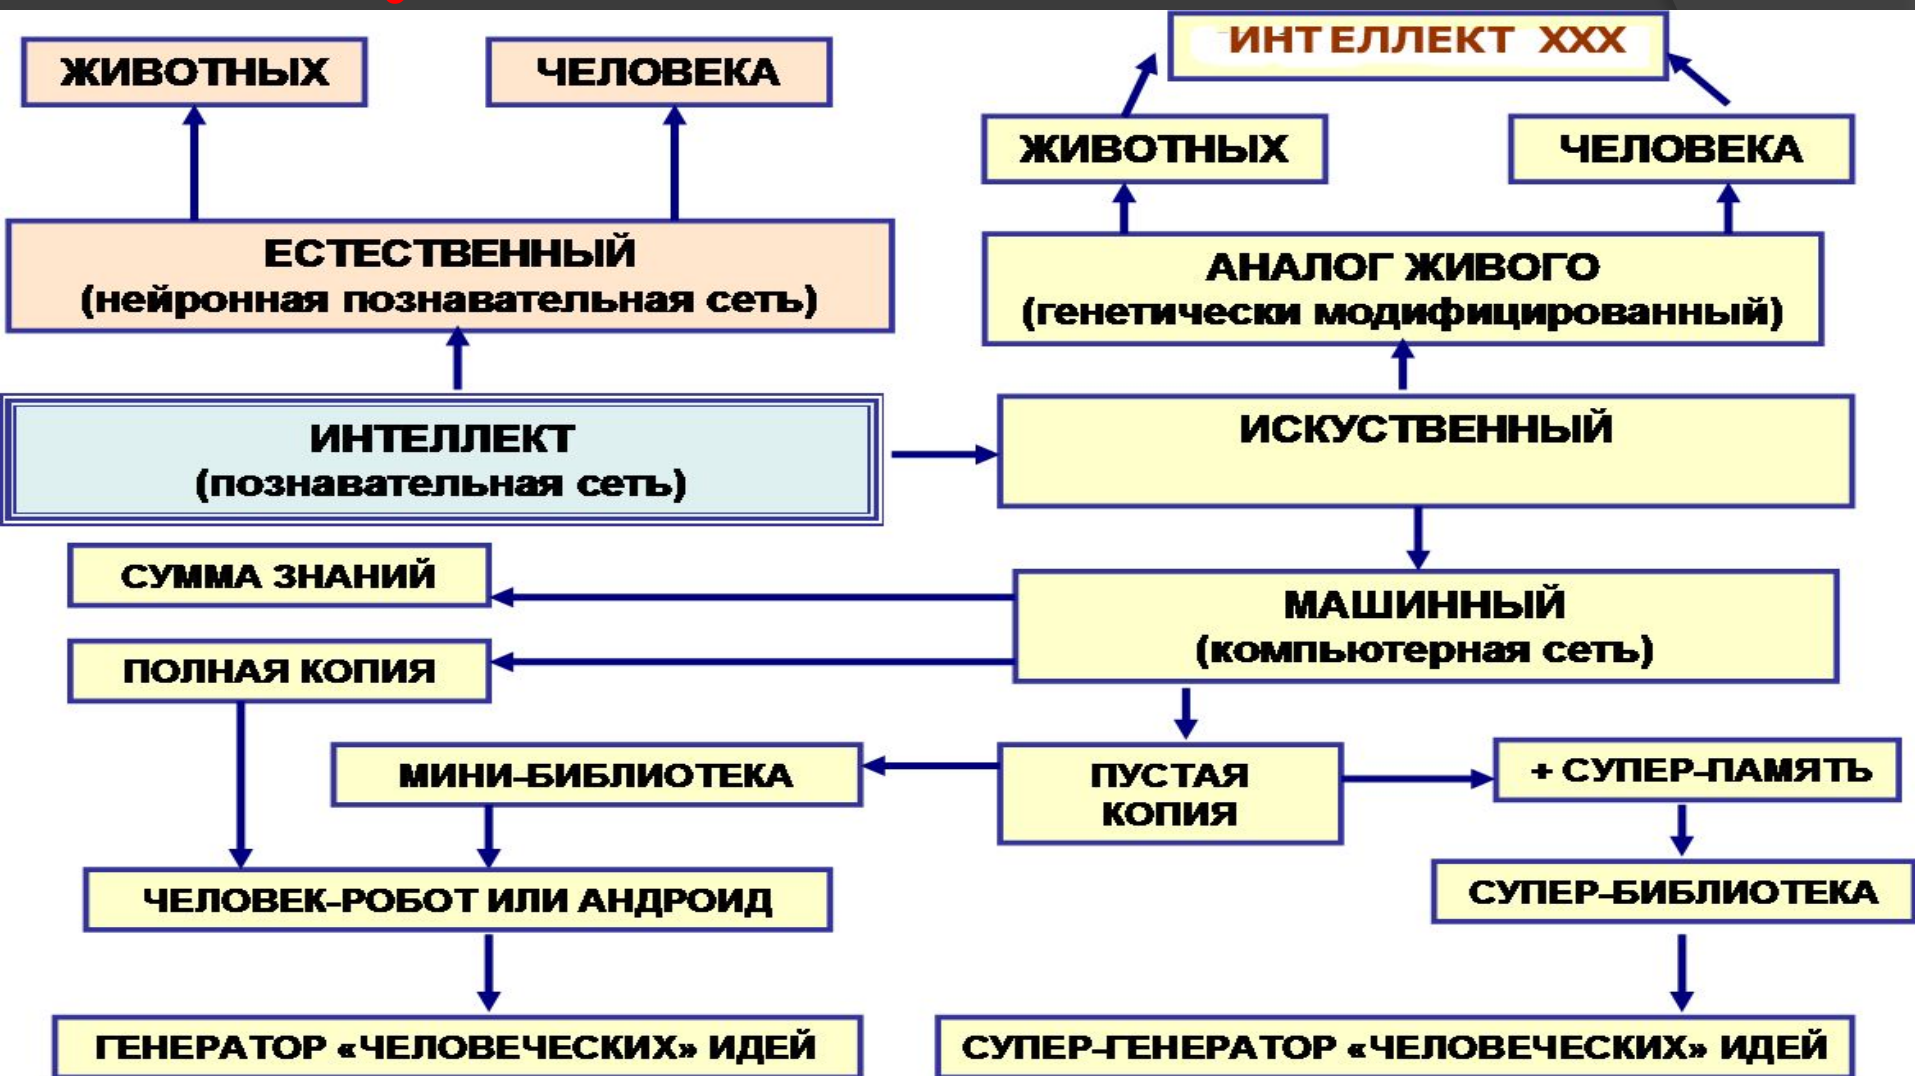 ИНТЕЛЛЕКТ XXX
ЖИВОТНЫХ
ЧЕЛОВЕКА
ЖИВОТНЫХ
ЧЕЛОВЕКА
ЕСТЕСТВЕННЫЙ
(нейронная познавательная сеть)
АНАЛОГ ЖИВОГО
(генетически модифицированный)
ИНТЕЛЛЕКТ
(познавательная сеть)
ИСКУСТВЕННЫЙ
СУММА ЗНАНИЙ
МАШИННЫЙ
(компьютерная сеть)
ПОЛНАЯ КОПИЯ
МИНИ-БИБЛИОТЕКА
ПУСТАЯ
КОПИЯ
+ СУПЕР-ПАМЯТЬ
ЧЕЛОВЕК-РОБОТ ИЛИ АНДРОИД
СУПЕР-БИБЛИОТЕКА
ГЕНЕРАТОР «ЧЕЛОВЕЧЕСКИХ» ИДЕЙ
СУПЕР-ГЕНЕРАТОР «ЧЕЛОВЕЧЕСКИХ» ИДЕЙ